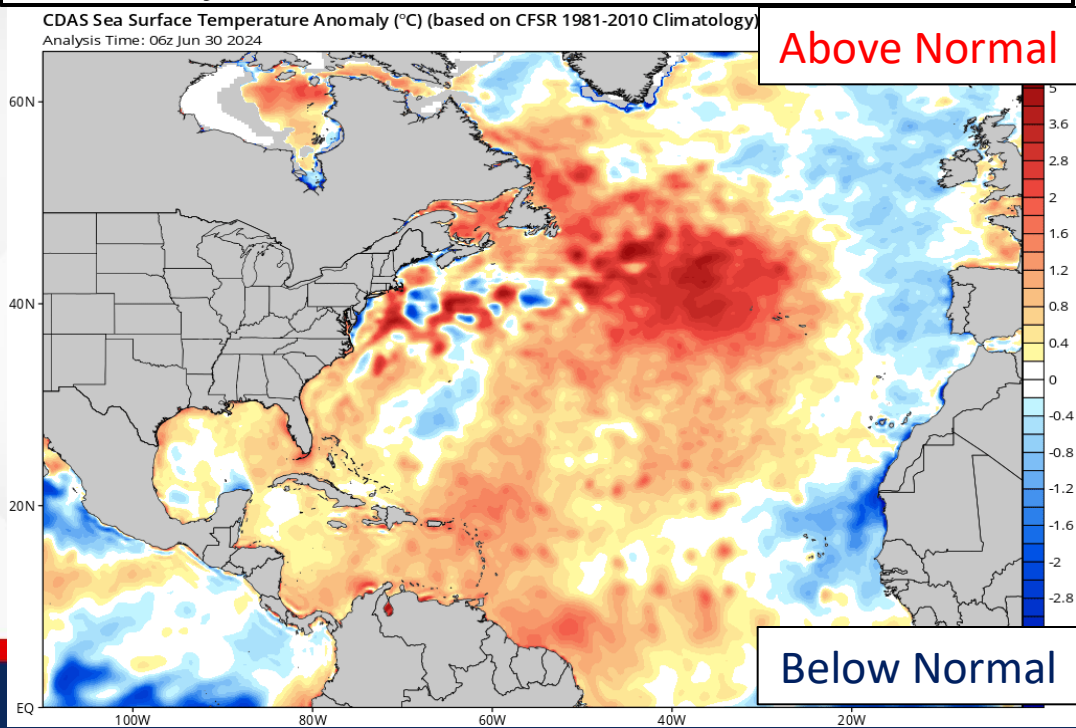 CDAS Sea Surface Temperature Anomaly (°C) (based on CFSR 1981-2010 Climatology)
Analysis Time: 06z Jun 30 2024
Above Normal
5
3.6
2.8
2
1.6
1.2
0.8
0.4
0
-0.4
-0.8
-1.2
-1.6
-2
-2.8
Below Normal
60N
40N
20N
EQ
100W
80W
60W
40W
20W